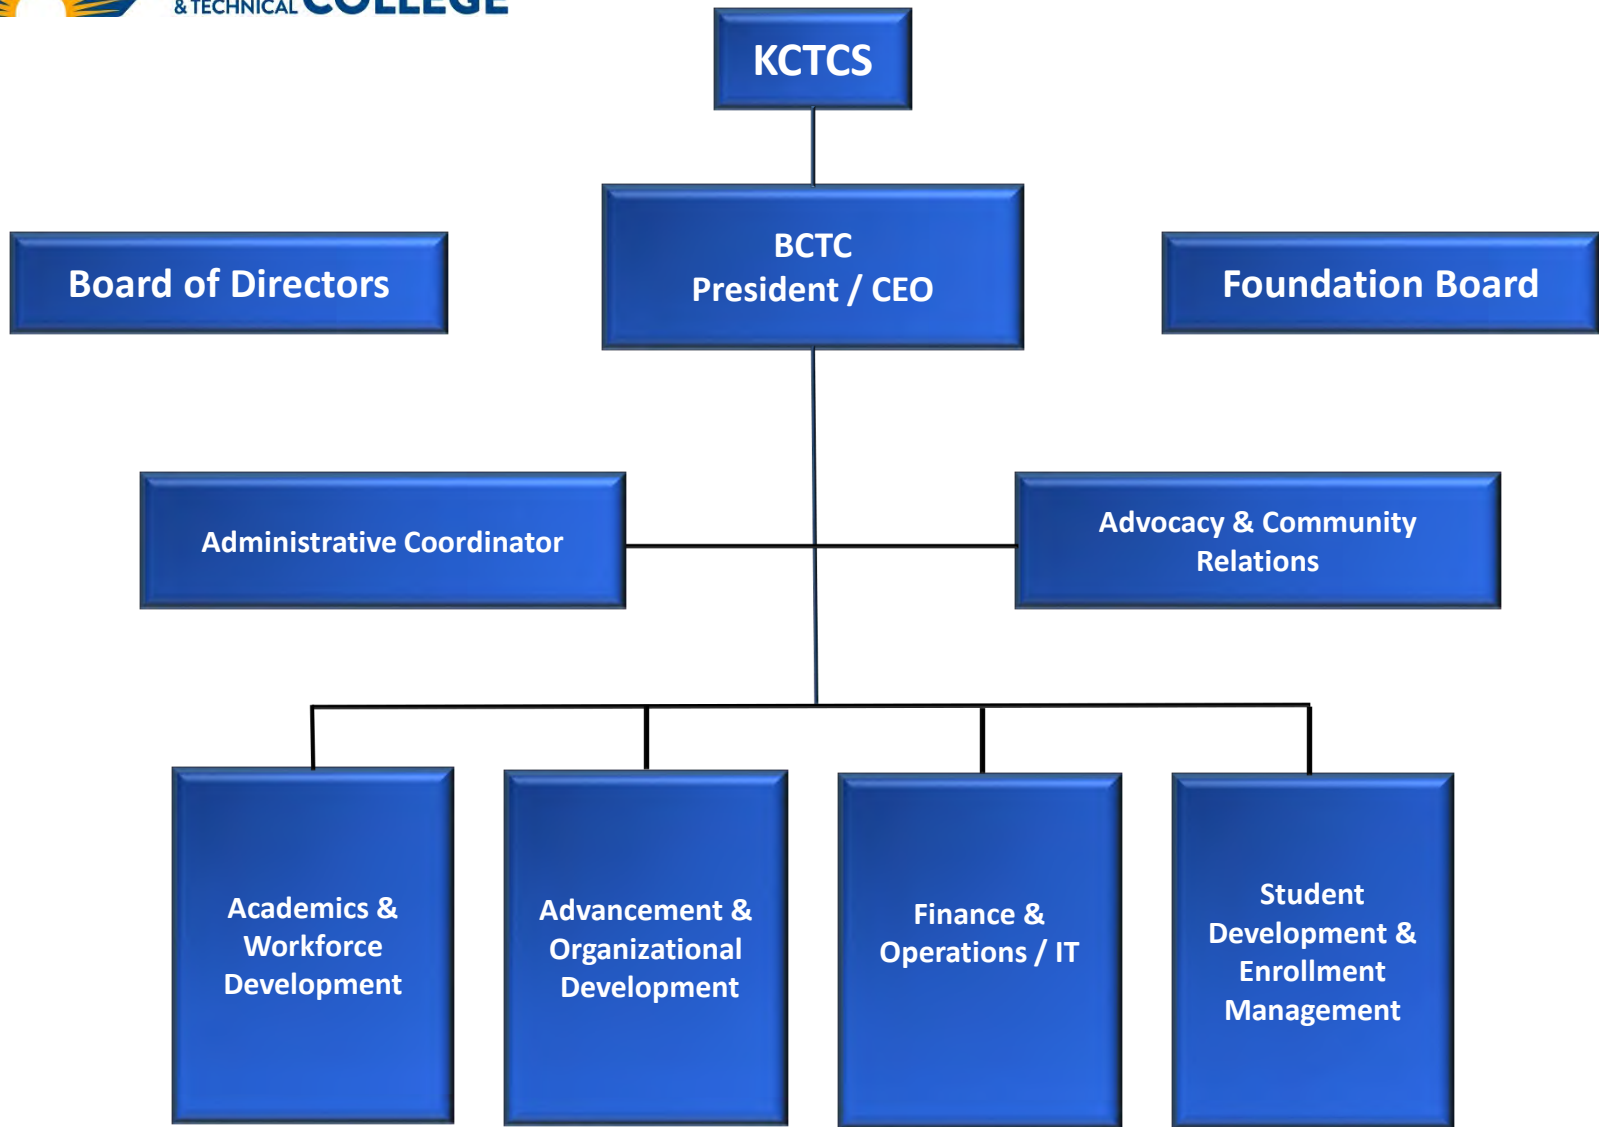 & TECHNICAL COLLEGE
KCTCS
BCTC
President / CEO
Board of Directors
Foundation Board
Administrative Coordinator
Advocacy & Community
Relations
Academics &
Workforce
Development
Advancement &
Organizational
Development
Finance &
Operations / IT
Student
Development &
Enrollment
Management